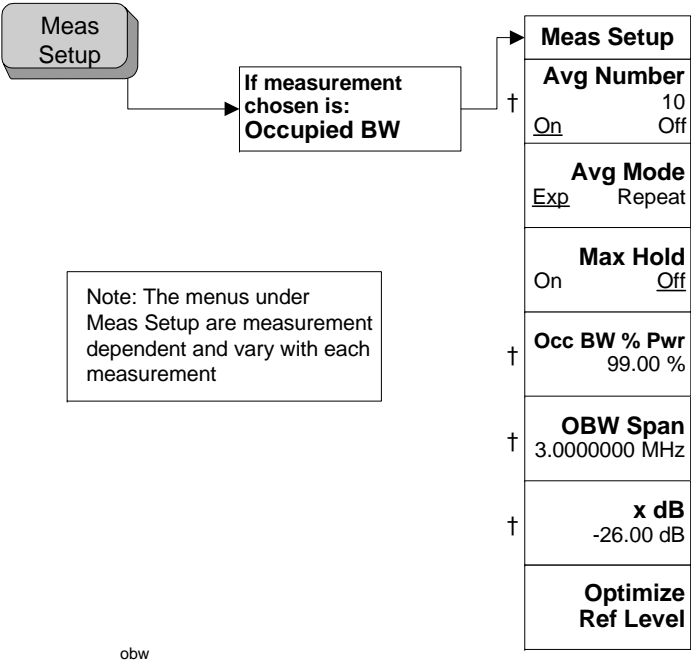 Meas
Setup
If measurement
chosen is:
Occupied BW
Meas Setup
†
Avg Number
10
On Off
Avg Mode
Exp Repeat
Max Hold
On Off
†
Occ BW % Pwr
99.00 %
†
OBW Span
3.0000000 MHz
†
x dB
-26.00 dB
Optimize
Ref Level
Note: The menus under
Meas Setup are measurement
dependent and vary with each
measurement
obw